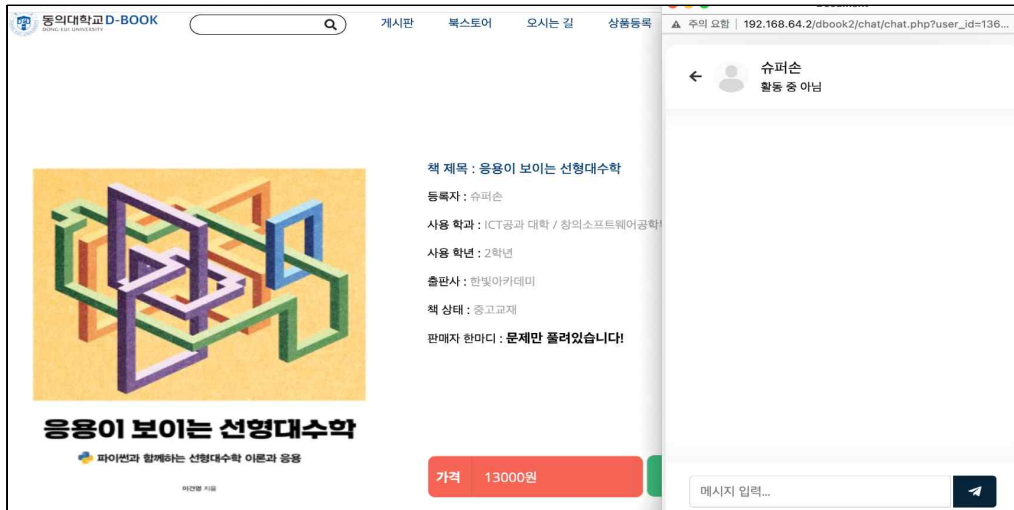 동의대학교 D-BOOK
DONG-EUI UNIVERSITY
게시판 북스토어 오시는 길 상품등록
책 제목 : 응용이 보이는 선형대수학
등록자 : 슈퍼손
사용 학과 : ICT공과 대학 / 창의소프트웨어공학
사용 학년 : 2학년
출판사 : 한빛아카데미
책 상태 : 중고교재
판매자 한마디 : 문제만 풀려있습니다!
응용이 보이는 선형대수학
파이썬과 함께하는 선형대수학 이론과 응용
이건명 지음
가격 13000원
주의 요함 | 192.168.64.2/dbook2/chat/chat.php?user_id=136...
슈퍼손
활동 중 아님
메시지 입력...